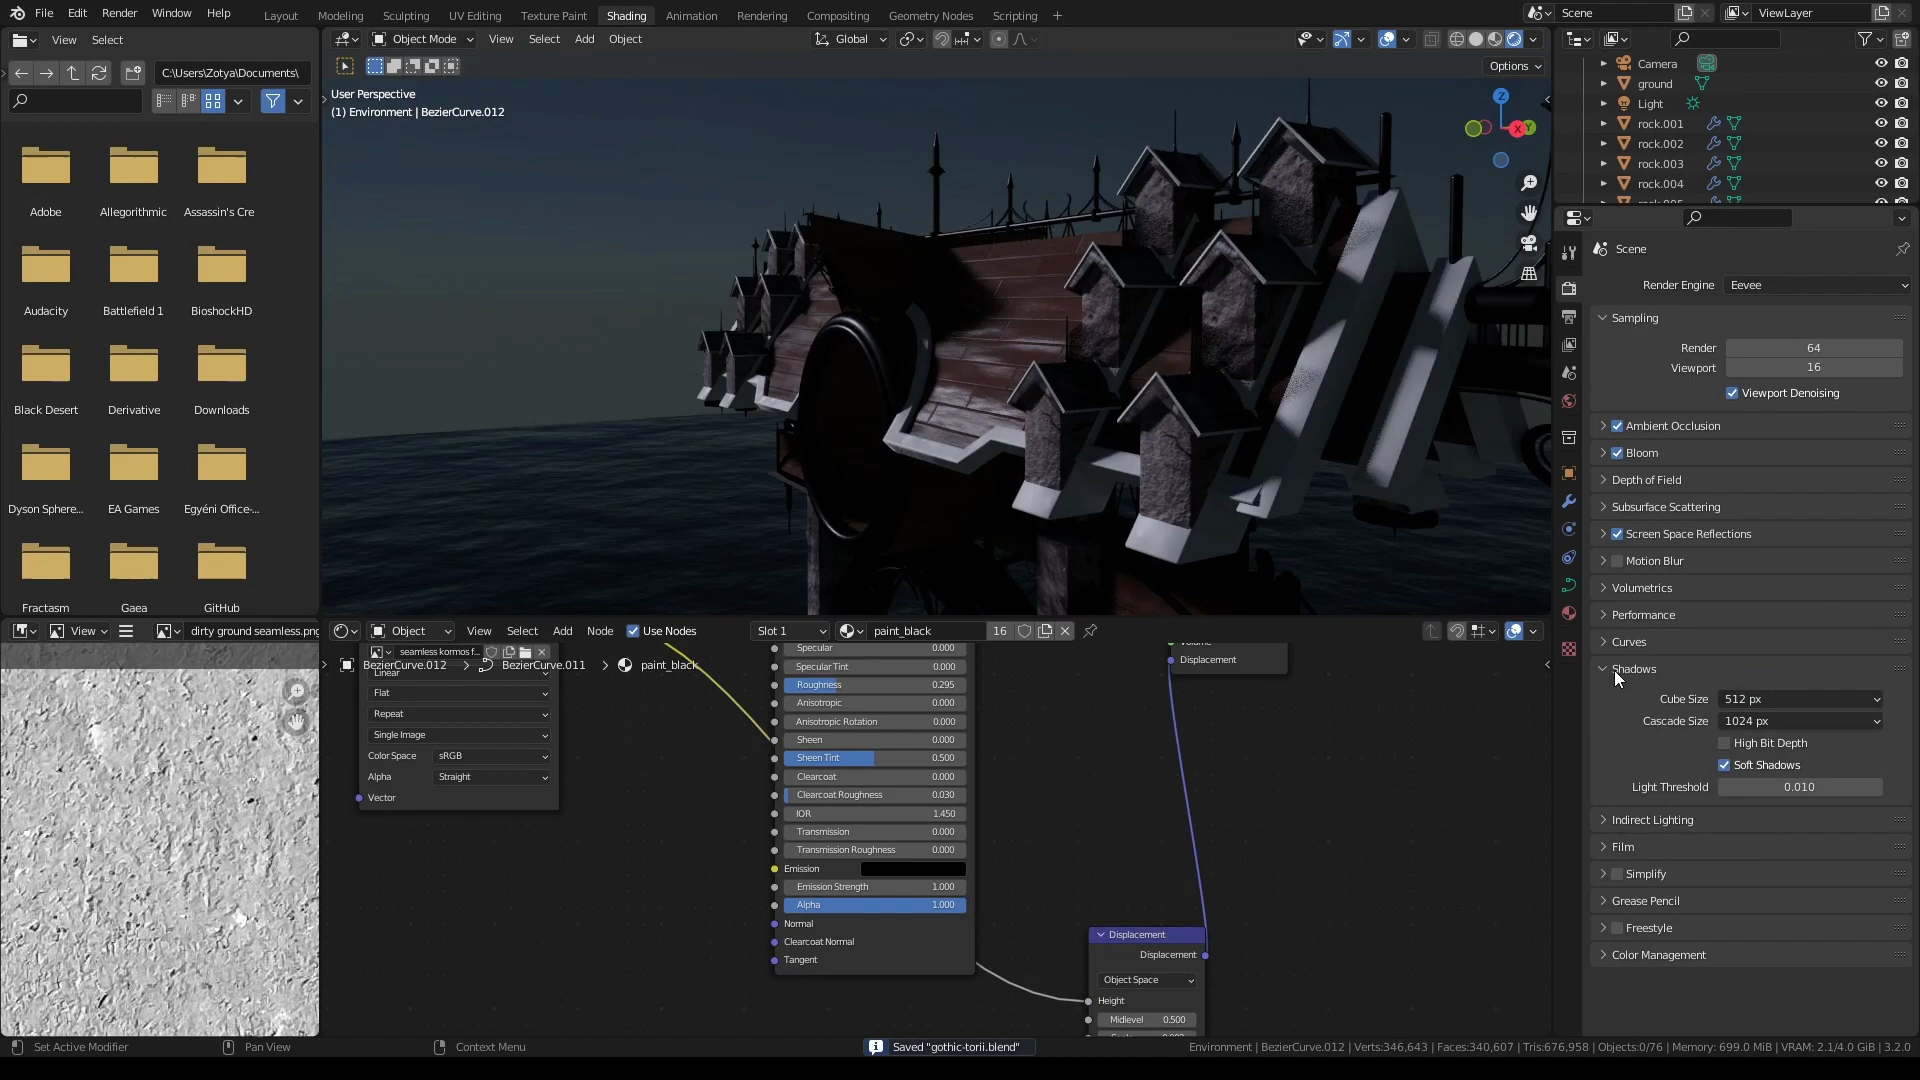 File Edit Render Window Help
Layout Modeling Sculpting UV Editing Texture Paint Shading Animation Rendering Compositing Geometry Nodes Scripting +
Scene
ViewLayer
View Select
Object Mode View Select Add Object
Global
C:\Users\Zotya\Documents\
Options
Adobe Allegorithmic Assassin's Cre
Audacity Battlefield 1 BioshockHD
Black Desert Derivative Downloads
Dyson Sphere... EA Games Egyéni Office-...
Fractasm Gaea GitHub
User Perspective
(1) Environment | BezierCurve.012
Z
X
Y
Camera
ground
Light
rock.001
rock.002
rock.003
rock.004
Scene
Render Engine Eevee
Sampling
Render 64
Viewport 16
Viewport Denoising
Ambient Occlusion
Bloom
Depth of Field
Subsurface Scattering
Screen Space Reflections
Motion Blur
Volumetrics
Performance
Curves
Shadows
Cube Size 512 px
Cascade Size 1024 px
High Bit Depth
Soft Shadows
Light Threshold 0.010
Indirect Lighting
Film
Simplify
Grease Pencil
Freestyle
Color Management
View dirty ground seamless.png
Object View Select Add Node Use Nodes Slot 1 paint_black 16
seamless kormos f...
BezierCurve.012 > BezierCurve.011 > paint_black
Linear
Flat
Repeat
Single Image
Color Space sRGB
Alpha Straight
Vector
Specular 0.000
Specular Tint 0.000
Roughness 0.295
Anisotropic 0.000
Anisotropic Rotation 0.000
Sheen 0.000
Sheen Tint 0.500
Clearcoat 0.000
Clearcoat Roughness 0.030
IOR 1.450
Transmission 0.000
Transmission Roughness 0.000
Emission
Emission Strength 1.000
Alpha 1.000
Normal
Clearcoat Normal
Tangent
Displacement
Displacement
Displacement
Object Space
Height
Midlevel 0.500
Set Active Modifier Pan View Context Menu Saved "gothic-torii.blend" Environment | BezierCurve.012 | Verts:346,643 | Faces:340,607 | Tris:676,958 | Objects:0/76 | Memory: 699.0 MiB | VRAM: 2.1/4.0 GiB | 3.2.0